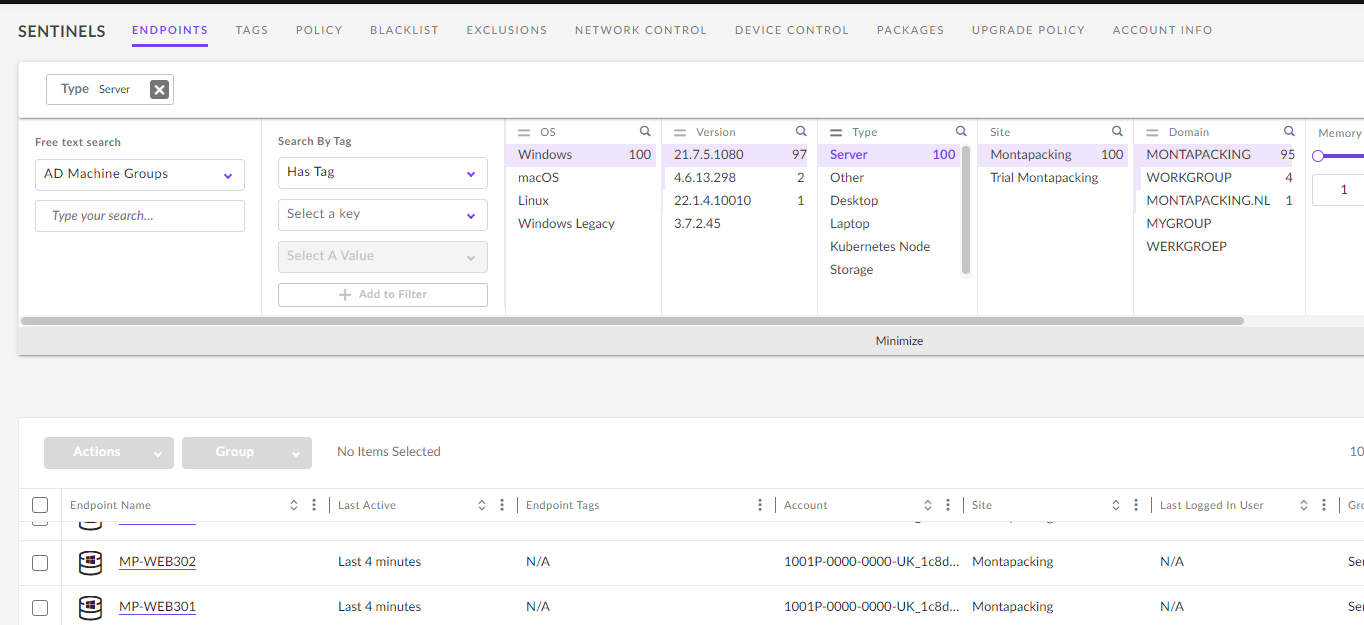 SENTINELS ENDPOINTS TAGS POLICY BLACKLIST EXCLUSIONS NETWORK CONTROL DEVICE CONTROL PACKAGES UPGRADE POLICY ACCOUNT INFO
Type Server
Free text search
AD Machine Groups
Type your search...
Search By Tag
Has Tag
Select a key
Select A Value
Add to Filter
OS
Windows 100
macOS
Linux
Windows Legacy
Version
21.7.5.1080 97
4.6.13.298 2
22.1.4.10010 1
3.7.2.45
Type
Server 100
Other
Desktop
Laptop
Kubernetes Node
Storage
Site
Montapacking 100
Trial Montapacking
Domain
MONTAPACKING 95
WORKGROUP 4
MONTAPACKING.NL 1
MYGROUP
WERKGROEP
Memory
1
Minimize
Actions Group No Items Selected 10
Endpoint Name Last Active Endpoint Tags Account Site Last Logged In User Gro
MP-WEB302 Last 4 minutes N/A 1001P-0000-0000-UK_1c8d... Montapacking N/A Ser
MP-WEB301 Last 4 minutes N/A 1001P-0000-0000-UK_1c8d... Montapacking N/A Ser